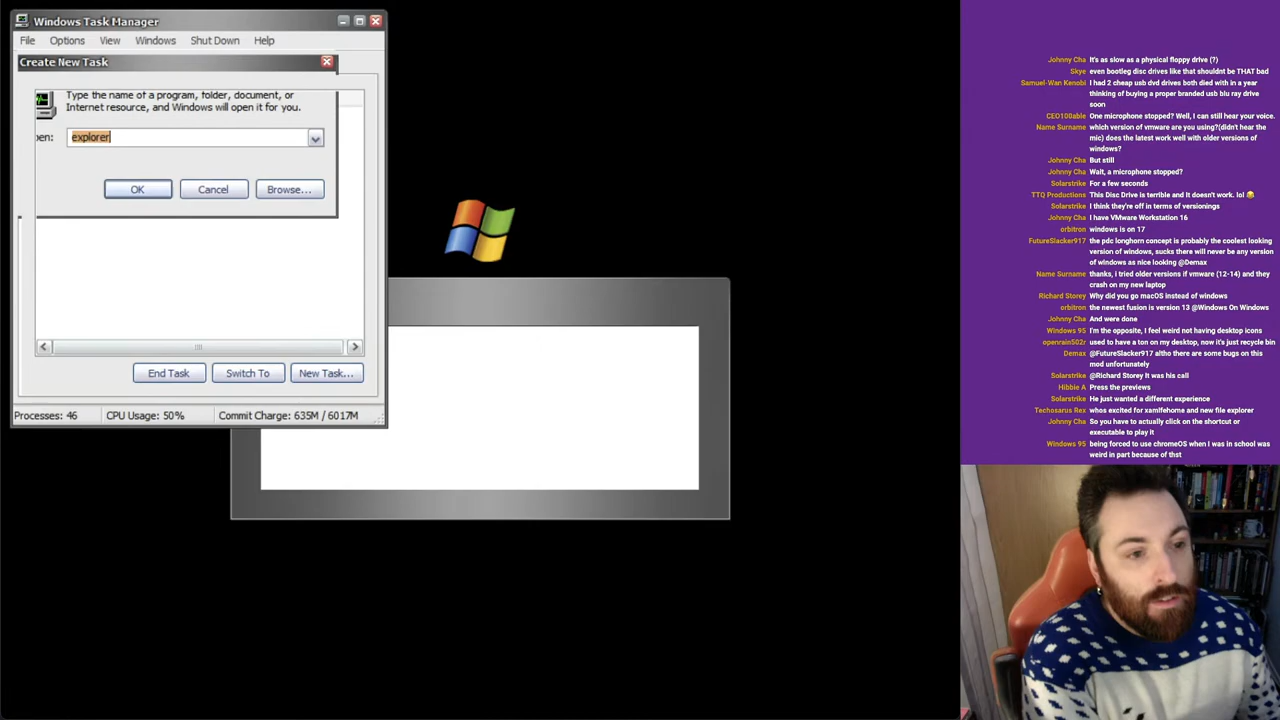 Windows Task Manager
File Options View Windows Shut Down Help
Create New Task
Type the name of a program, folder, document, or
Internet resource, and Windows will open it for you.
en: explorer
OK Cancel Browse...
End Task Switch To New Task...
Processes: 46 CPU Usage: 50% Commit Charge: 635M / 6017M
Johnny Cha It's as slow as a physical floppy drive (?)
Skye even bootleg disc drives like that shouldnt be THAT bad
Samuel-Wan Kenobi I had 2 cheap usb dvd drives both died with in a year
thinking of buying a proper branded usb blu ray drive
soon
CEO100able One microphone stopped? Well, I can still hear your voice.
Name Surname which version of vmware are you using?(didn't hear the
mic) does the latest work well with older versions of
windows?
Johnny Cha But still
Johnny Cha Wait, a microphone stopped?
Solarstrike For a few seconds
TTQ Productions This Disc Drive is terrible and It doesn't work. lol 😂
Solarstrike I think they're off in terms of versionings
Johnny Cha I have VMware Workstation 16
orbitron windows is on 17
FutureSlacker917 the pdc longhorn concept is probably the coolest looking
version of windows, sucks there will never be any version
of windows as nice looking @Demax
Name Surname thanks, i tried older versions if vmware (12-14) and they
crash on my new laptop
Richard Storey Why did you go macOS instead of windows
orbitron the newest fusion is version 13 @Windows On Windows
Johnny Cha And were done
Windows 95 I'm the opposite, I feel weird not having desktop icons
openrain502r used to have a ton on my desktop, now it's just recycle bin
Demax @FutureSlacker917 altho there are some bugs on this
mod unfortunately
Solarstrike @Richard Storey It was his call
Hibbie A Press the previews
Solarstrike He just wanted a different experience
Techosarus Rex whos excited for xamlfehome and new file explorer
Johnny Cha So you have to actually click on the shortcut or
executable to play it
Windows 95 being forced to use chromeOS when I was in school was
weird in part because of thst